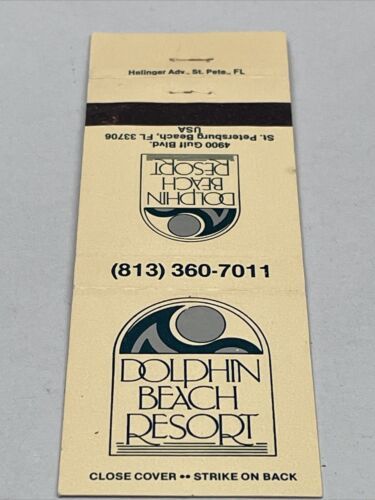 Helinger Adv., St. Pete., FL
4900 Gulf Blvd.
St. Petersburg Beach, FL 33706
USA
DOLPHIN
BEACH
RESORT
(813) 360-7011
DOLPHIN
BEACH
RESORT
CLOSE COVER •• STRIKE ON BACK